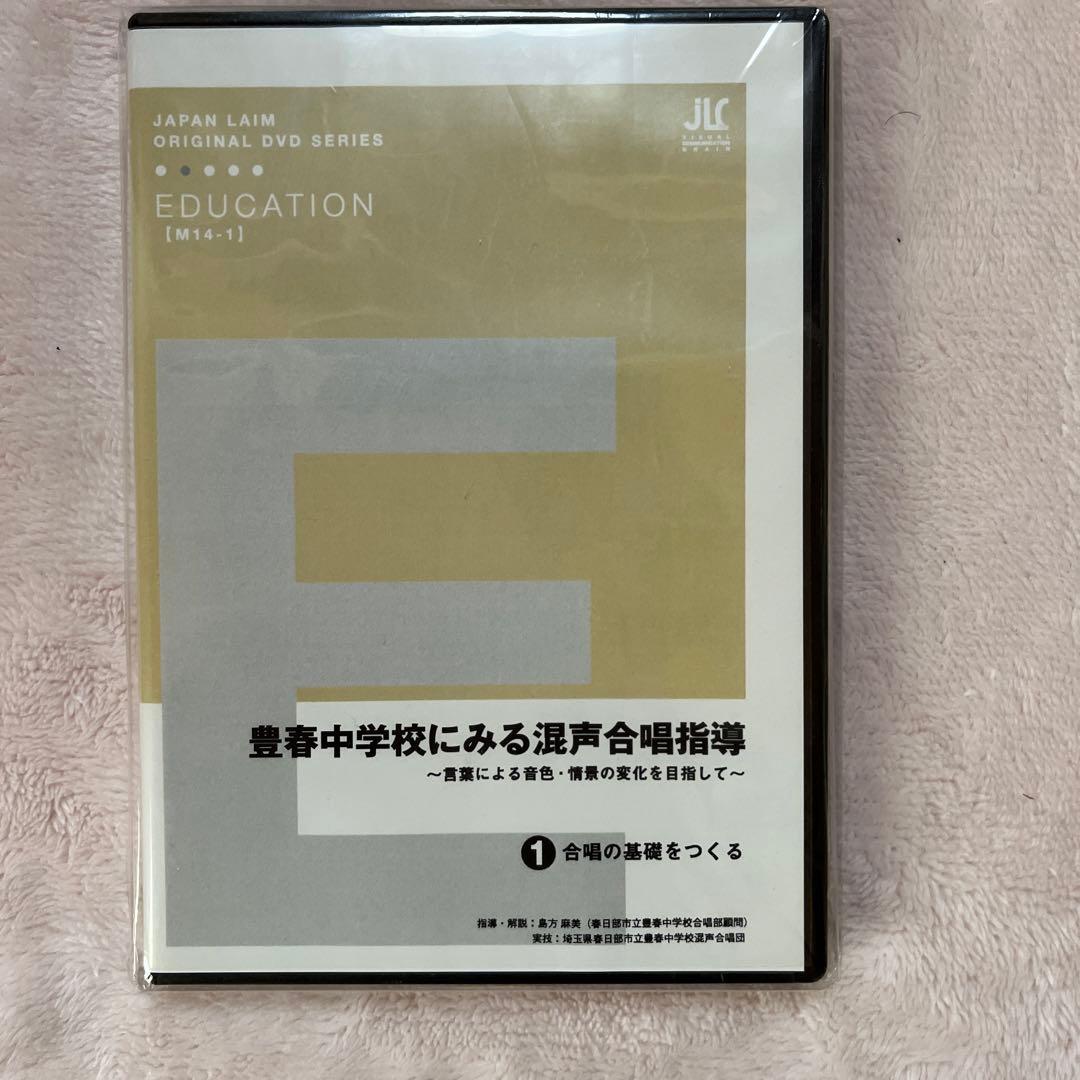 JAPAN LAIM
ORIGINAL DVD SERIES
JLC
VISUAL
COMMUNICATION
BRAIN
EDUCATION
【M14-1】
E
豊春中学校にみる混声合唱指導
〜言葉による音色・情景の変化を目指して〜
❶ 合唱の基礎をつくる
指導・解説：島方 麻美（春日部市立豊春中学校合唱部顧問）
実技：埼玉県春日部市立豊春中学校混声合唱団